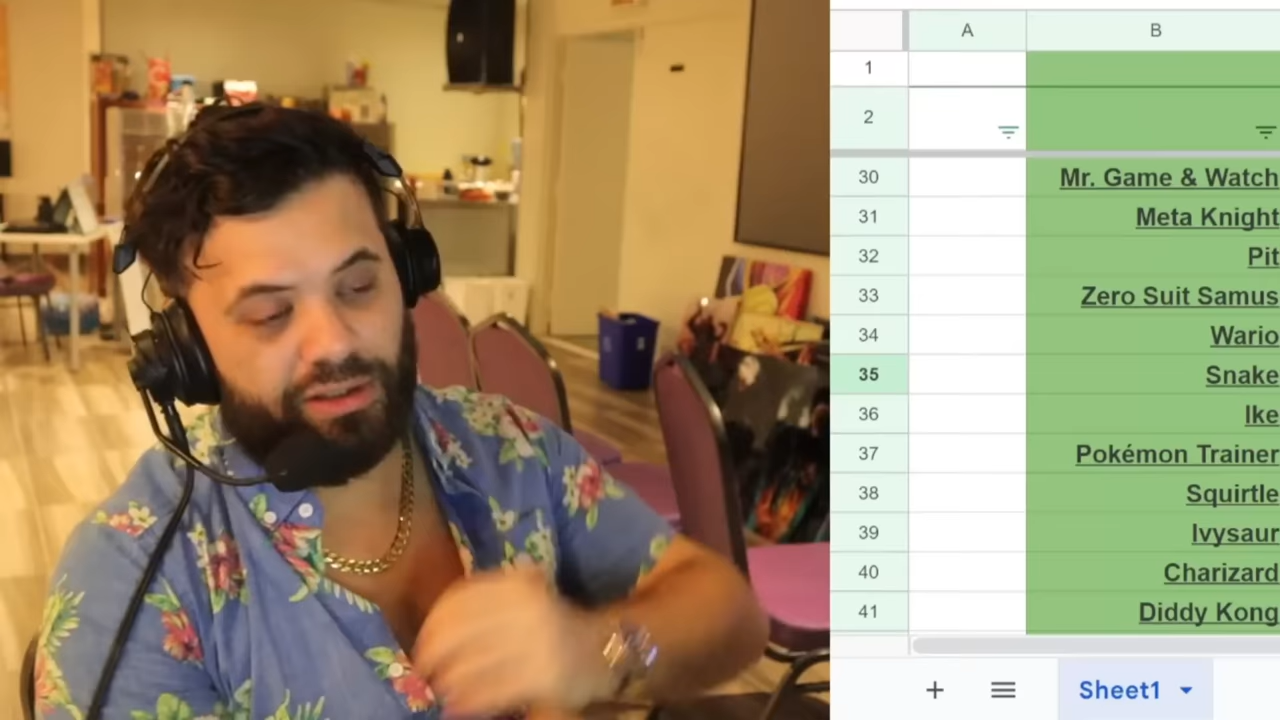 A B
1
2
30 Mr. Game & Watch
31 Meta Knight
32 Pit
33 Zero Suit Samus
34 Wario
35 Snake
36 Ike
37 Pokémon Trainer
38 Squirtle
39 Ivysaur
40 Charizard
41 Diddy Kong
Sheet1